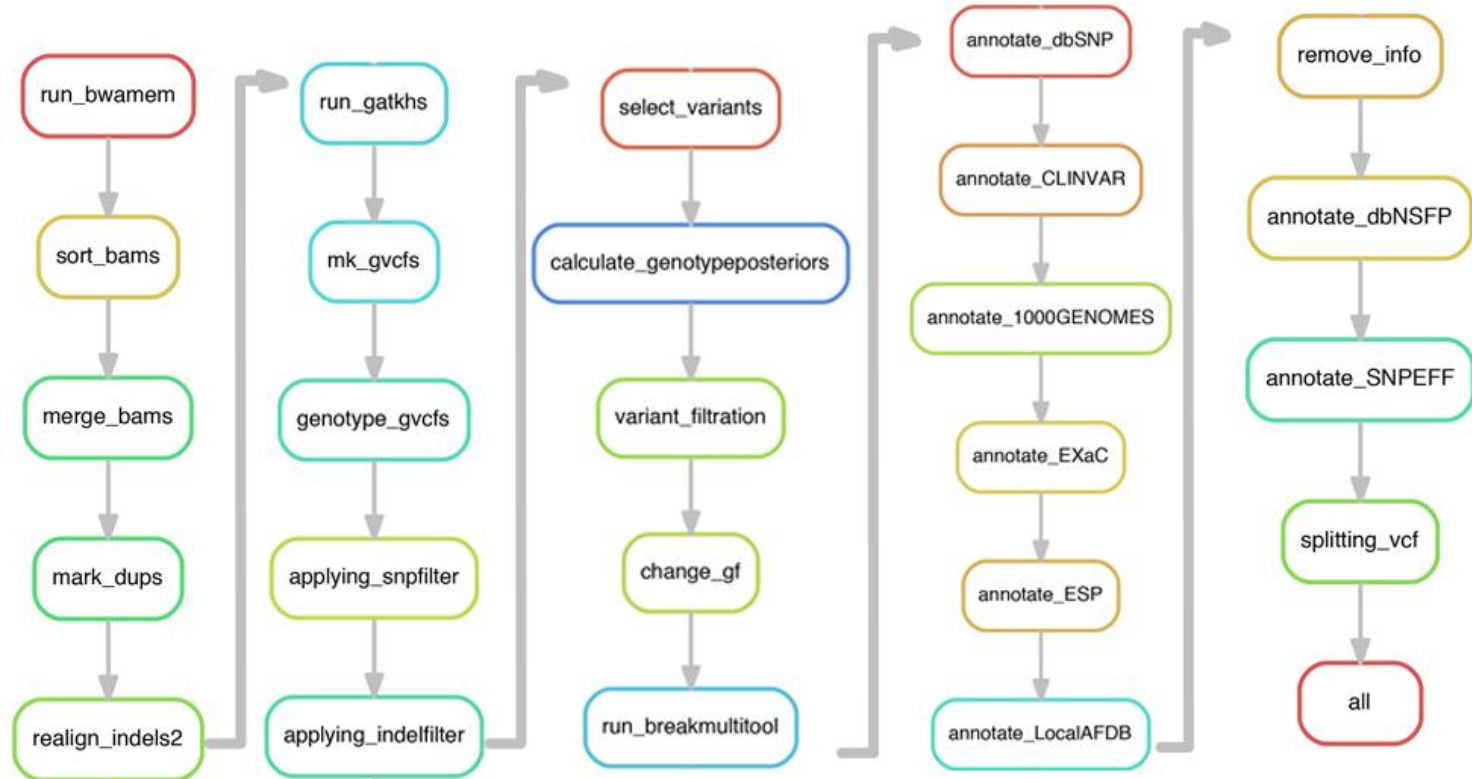 run_bwamem
sort_bams
merge_bams
mark_dups
realign_indels2
run_gatkhs
mk_gvcfs
genotype_gvcfs
applying_snpfilter
applying_indelfilter
select_variants
calculate_genotypeposteriors
variant_filtration
change_gf
run_breakmultitool
annotate_dbSNP
annotate_CLINVAR
annotate_1000GENOMES
annotate_EXaC
annotate_ESP
annotate_LocalAFDB
remove_info
annotate_dbNSFP
annotate_SNPEFF
splitting_vcf
all